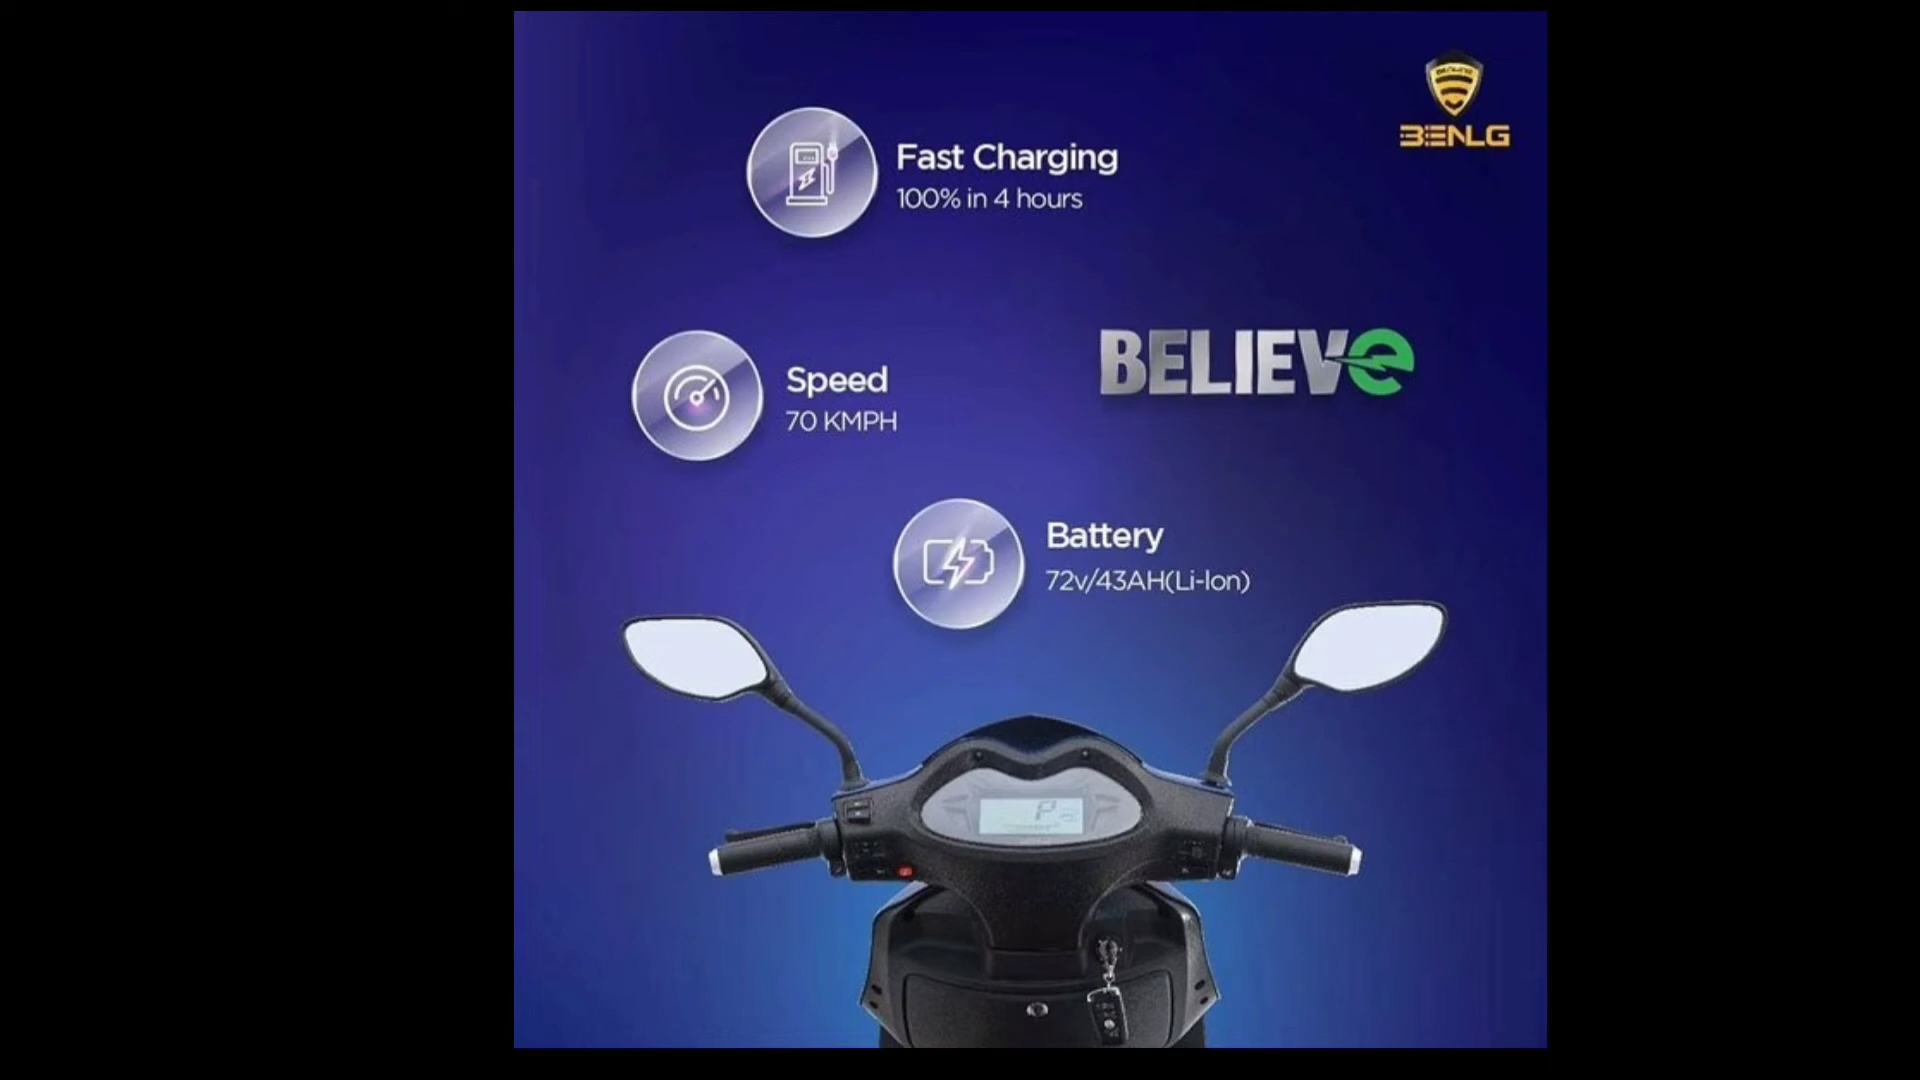 BENLG
Fast Charging
100% in 4 hours
Speed
70 KMPH
BELIEVe
Battery
72v/43AH(Li-Ion)
P